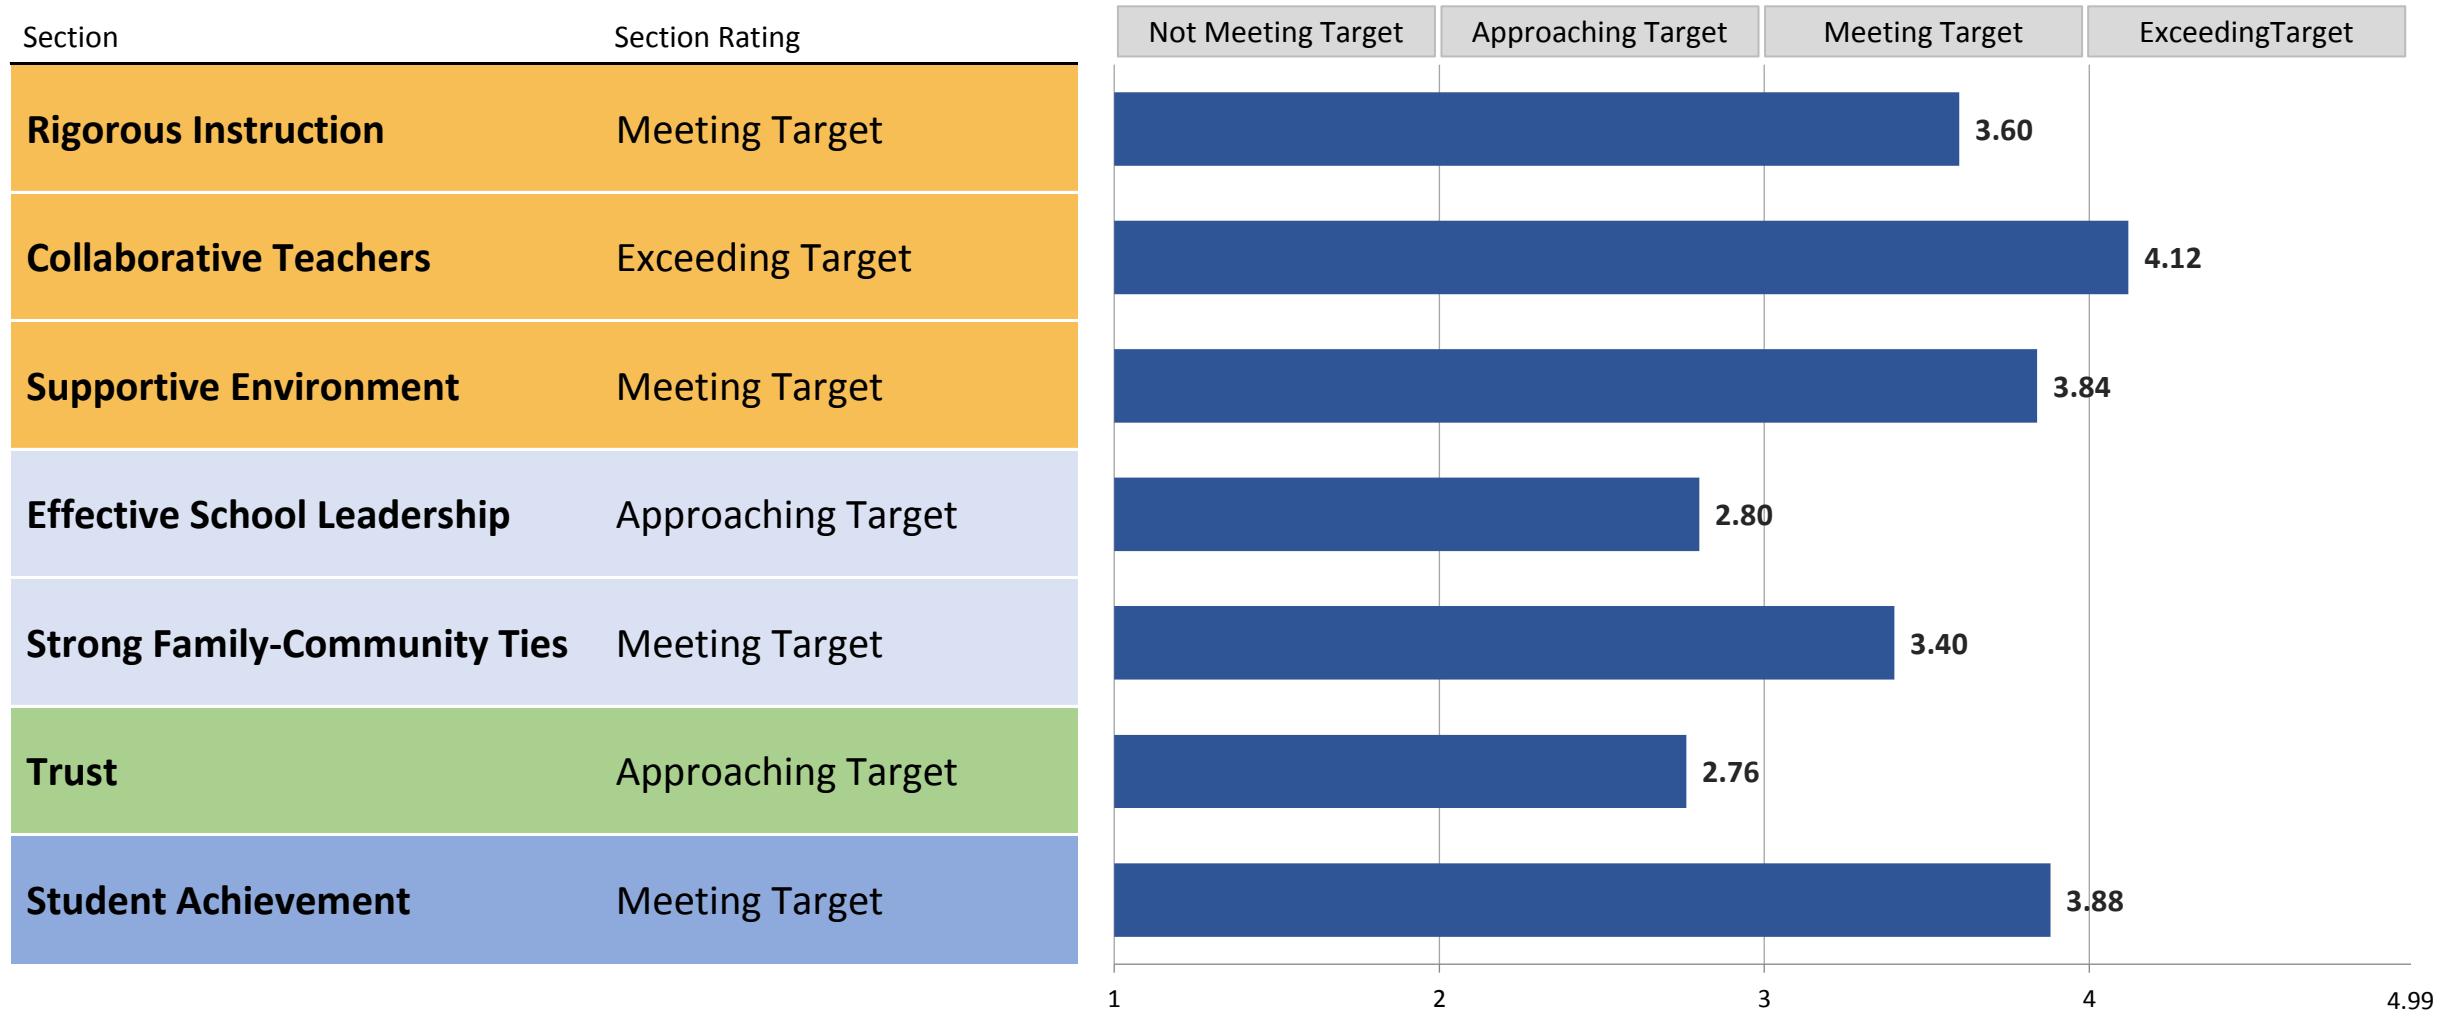 Section Section Rating Not Meeting Target Approaching Target Meeting Target ExceedingTarget
Rigorous Instruction Meeting Target 3.60
Collaborative Teachers Exceeding Target 4.12
Supportive Environment Meeting Target 3.84
Effective School Leadership Approaching Target 2.80
Strong Family-Community Ties Meeting Target 3.40
Trust Approaching Target 2.76
Student Achievement Meeting Target 3.88
1 2 3 4 4.99